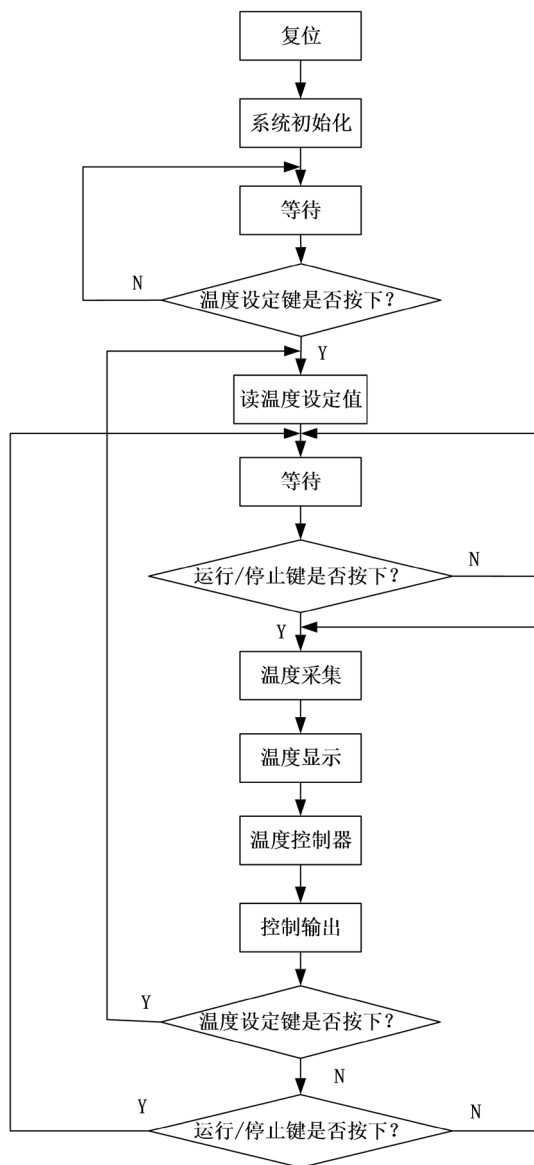 复位
系统初始化
等待
N
温度设定键是否按下？
Y
读温度设定值
等待
运行/停止键是否按下？
N
Y
温度采集
温度显示
温度控制器
控制输出
Y
温度设定键是否按下？
N
Y
运行/停止键是否按下？
N